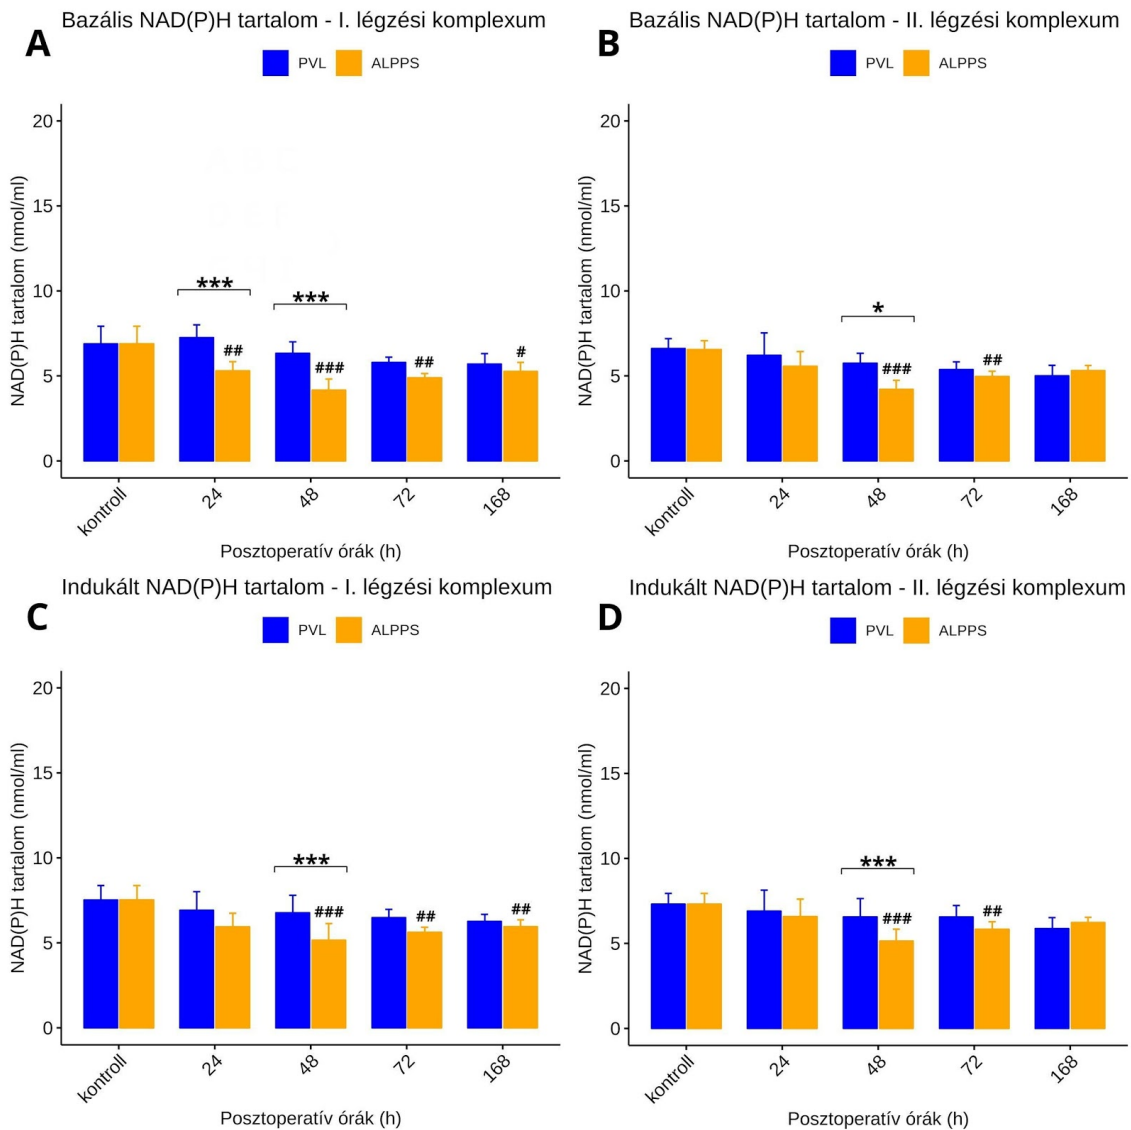 A Bazális NAD(P)H tartalom - I. légzési komplexum
PVL ALPPS
NAD(P)H tartalom (nmol/ml)
20
15
10
5
0
*** ***
## ### ## #
kontroll 24 48 72 168
Posztoperatív órák (h)
B Bazális NAD(P)H tartalom - II. légzési komplexum
PVL ALPPS
NAD(P)H tartalom (nmol/ml)
20
15
10
5
0
*
### ##
kontroll 24 48 72 168
Posztoperatív órák (h)
C Indukált NAD(P)H tartalom - I. légzési komplexum
PVL ALPPS
NAD(P)H tartalom (nmol/ml)
20
15
10
5
0
***
### ## ##
kontroll 24 48 72 168
Posztoperatív órák (h)
D Indukált NAD(P)H tartalom - II. légzési komplexum
PVL ALPPS
NAD(P)H tartalom (nmol/ml)
20
15
10
5
0
***
### ##
kontroll 24 48 72 168
Posztoperatív órák (h)